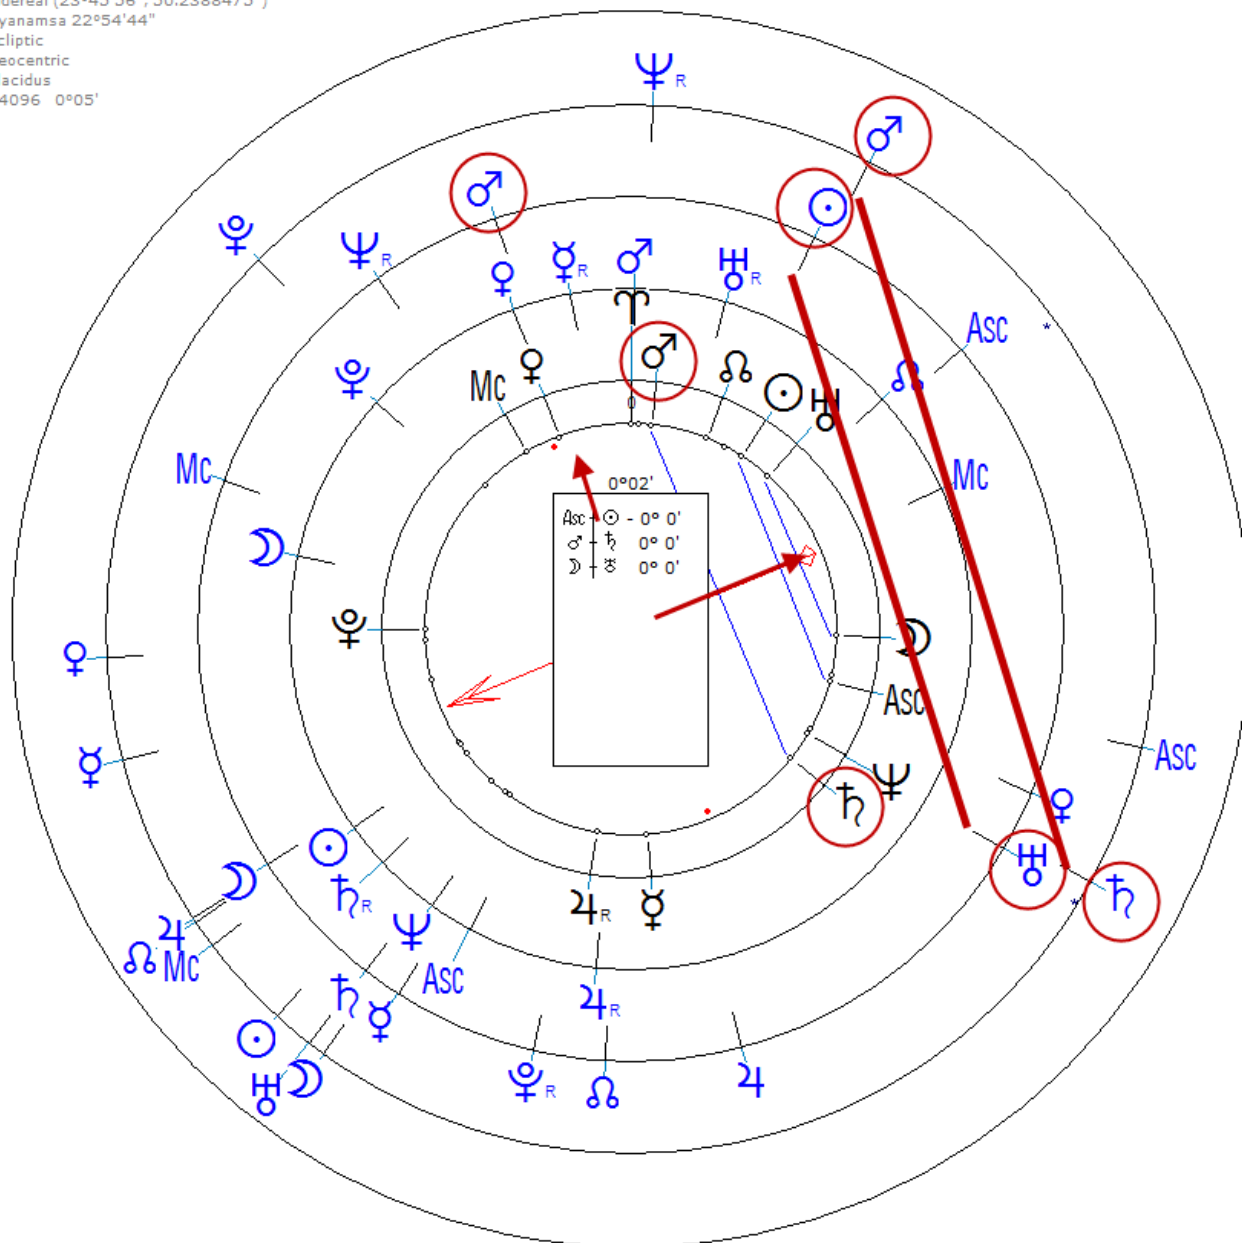 yanamsa 22°54'44"
cliptic
eocentric
acidus
4096 0°05'
R
R
R
R
Asc
*
Mc
0
Mc
Mc
0°02'
Asc ☉ - 0° 0'
♂ ♄ 0° 0'
☽ ♅ 0° 0'
Asc
Asc
R
R
Mc
Asc
R
*
R